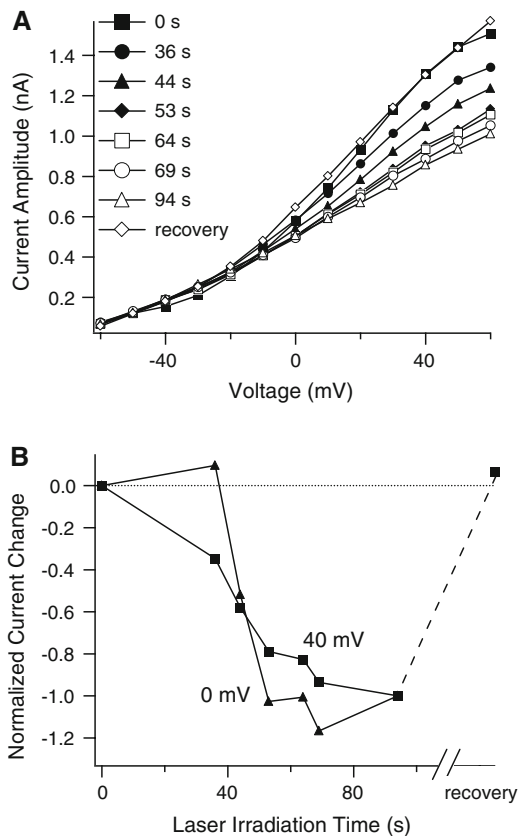 A
0 s
36 s
44 s
53 s
64 s
69 s
94 s
recovery
Current Amplitude (nA)
1.4
1.2
1.0
0.8
0.6
0.4
0.2
-40
0
40
Voltage (mV)
B
Normalized Current Change
0.0
-0.2
-0.4
-0.6
-0.8
-1.0
-1.2
40 mV
0 mV
0
40
80
recovery
Laser Irradiation Time (s)